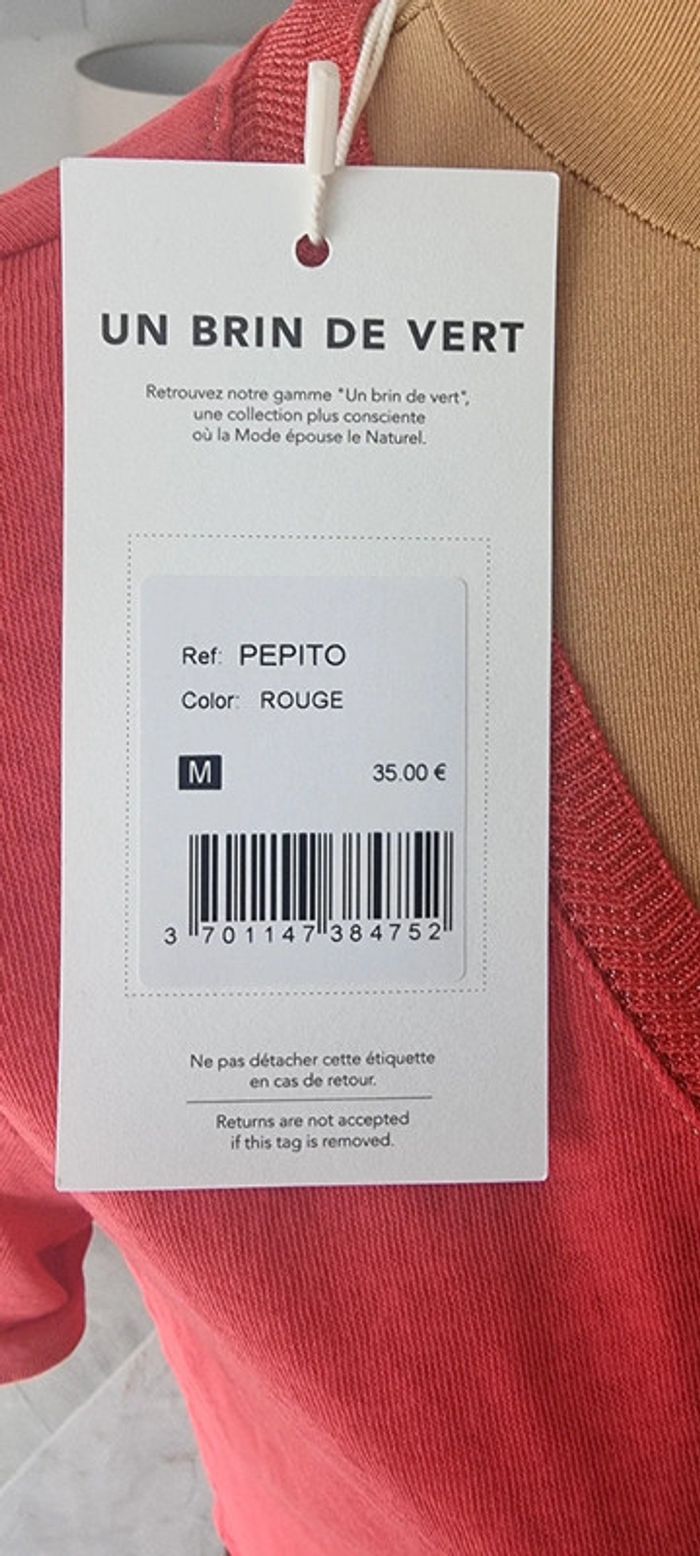 UN BRIN DE VERT
Retrouvez notre gamme "Un brin de vert",
une collection plus consciente
où la Mode épouse le Naturel.
Ref: PEPITO
Color: ROUGE
M 35.00 €
3 701147 384752
Ne pas détacher cette étiquette
en cas de retour.
Returns are not accepted
if this tag is removed.